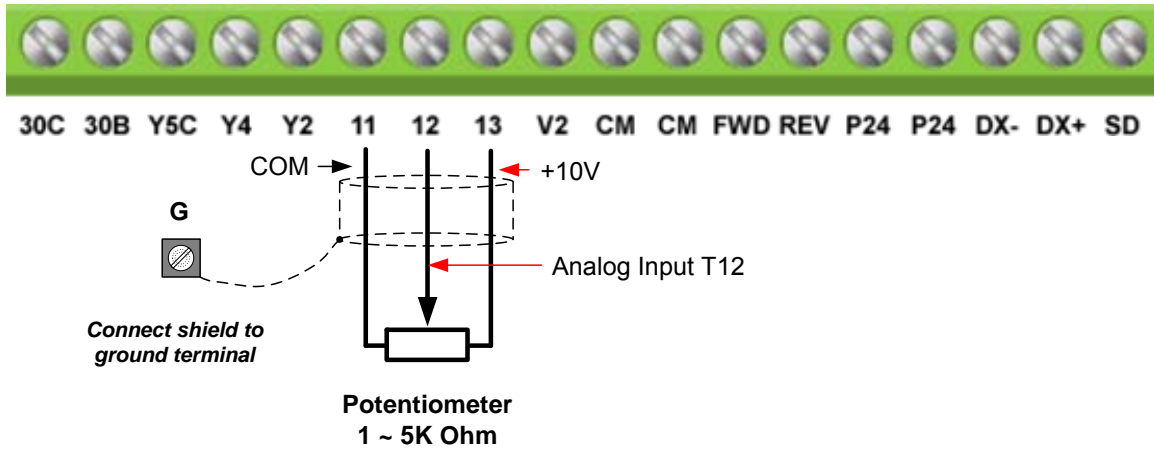 30C 30B Y5C Y4 Y2 11 12 13 V2 CM CM FWD REV P24 P24 DX- DX+ SD
COM
+10V
G
Analog Input T12
Connect shield to
ground terminal
Potentiometer
1 ~ 5K Ohm